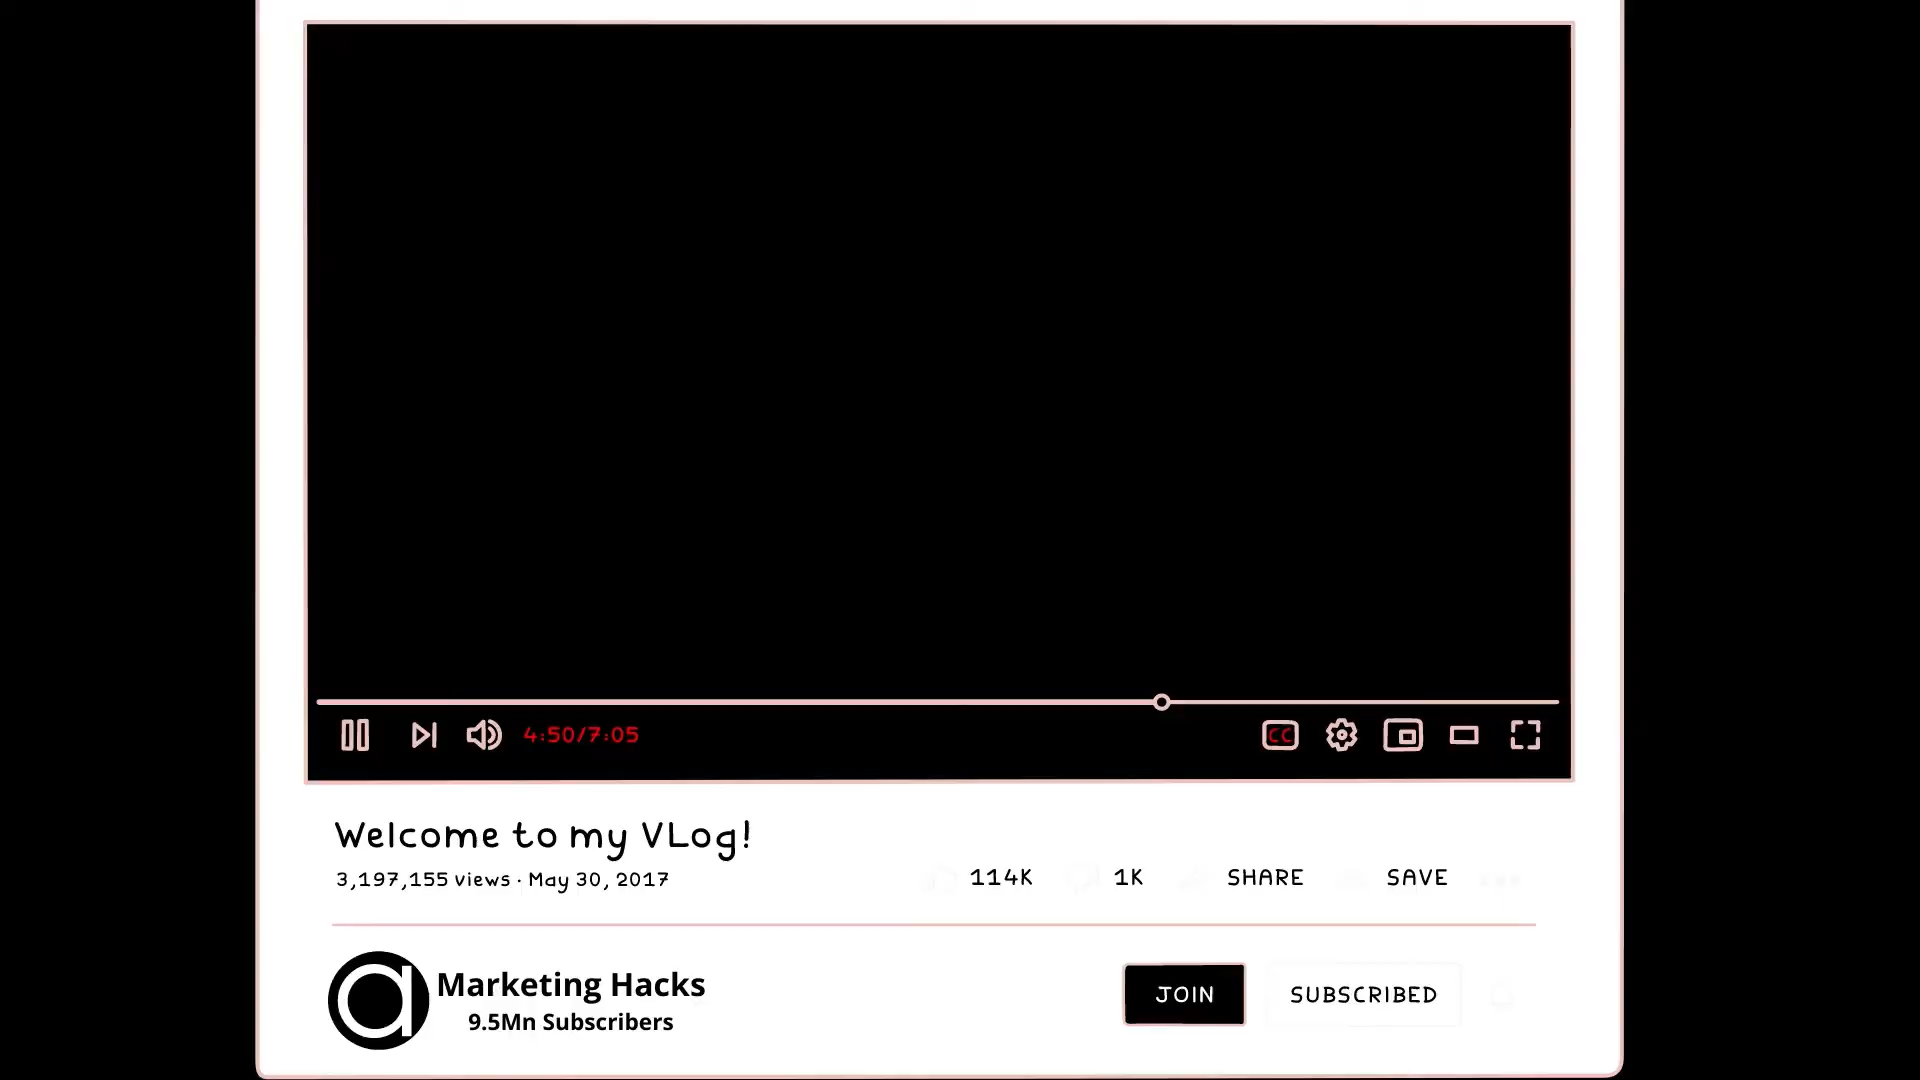 4:50/7:05
CC
Welcome to my VLog!
3,197,155 views · May 30, 2017
114K 1K SHARE SAVE
Marketing Hacks
9.5Mn Subscribers
JOIN SUBSCRIBED